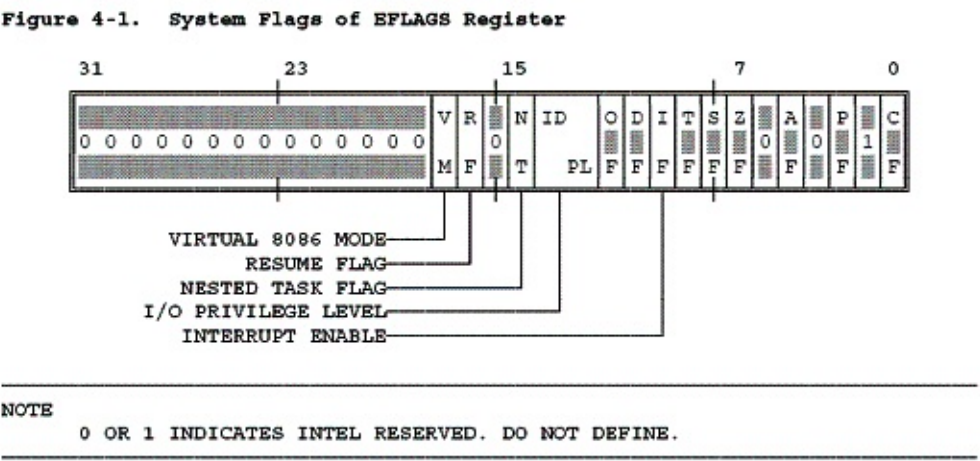 Figure 4-1. System Flags of EFLAGS Register
31 23 15 7 0
V R N ID O D I T S Z A P C
0 0 0 0 0 0 0 0 0 0 0 0 0 0 0 0 0 1
M F T PL F F F F F F F F F
VIRTUAL 8086 MODE
RESUME FLAG
NESTED TASK FLAG
I/O PRIVILEGE LEVEL
INTERRUPT ENABLE
NOTE
0 OR 1 INDICATES INTEL RESERVED. DO NOT DEFINE.